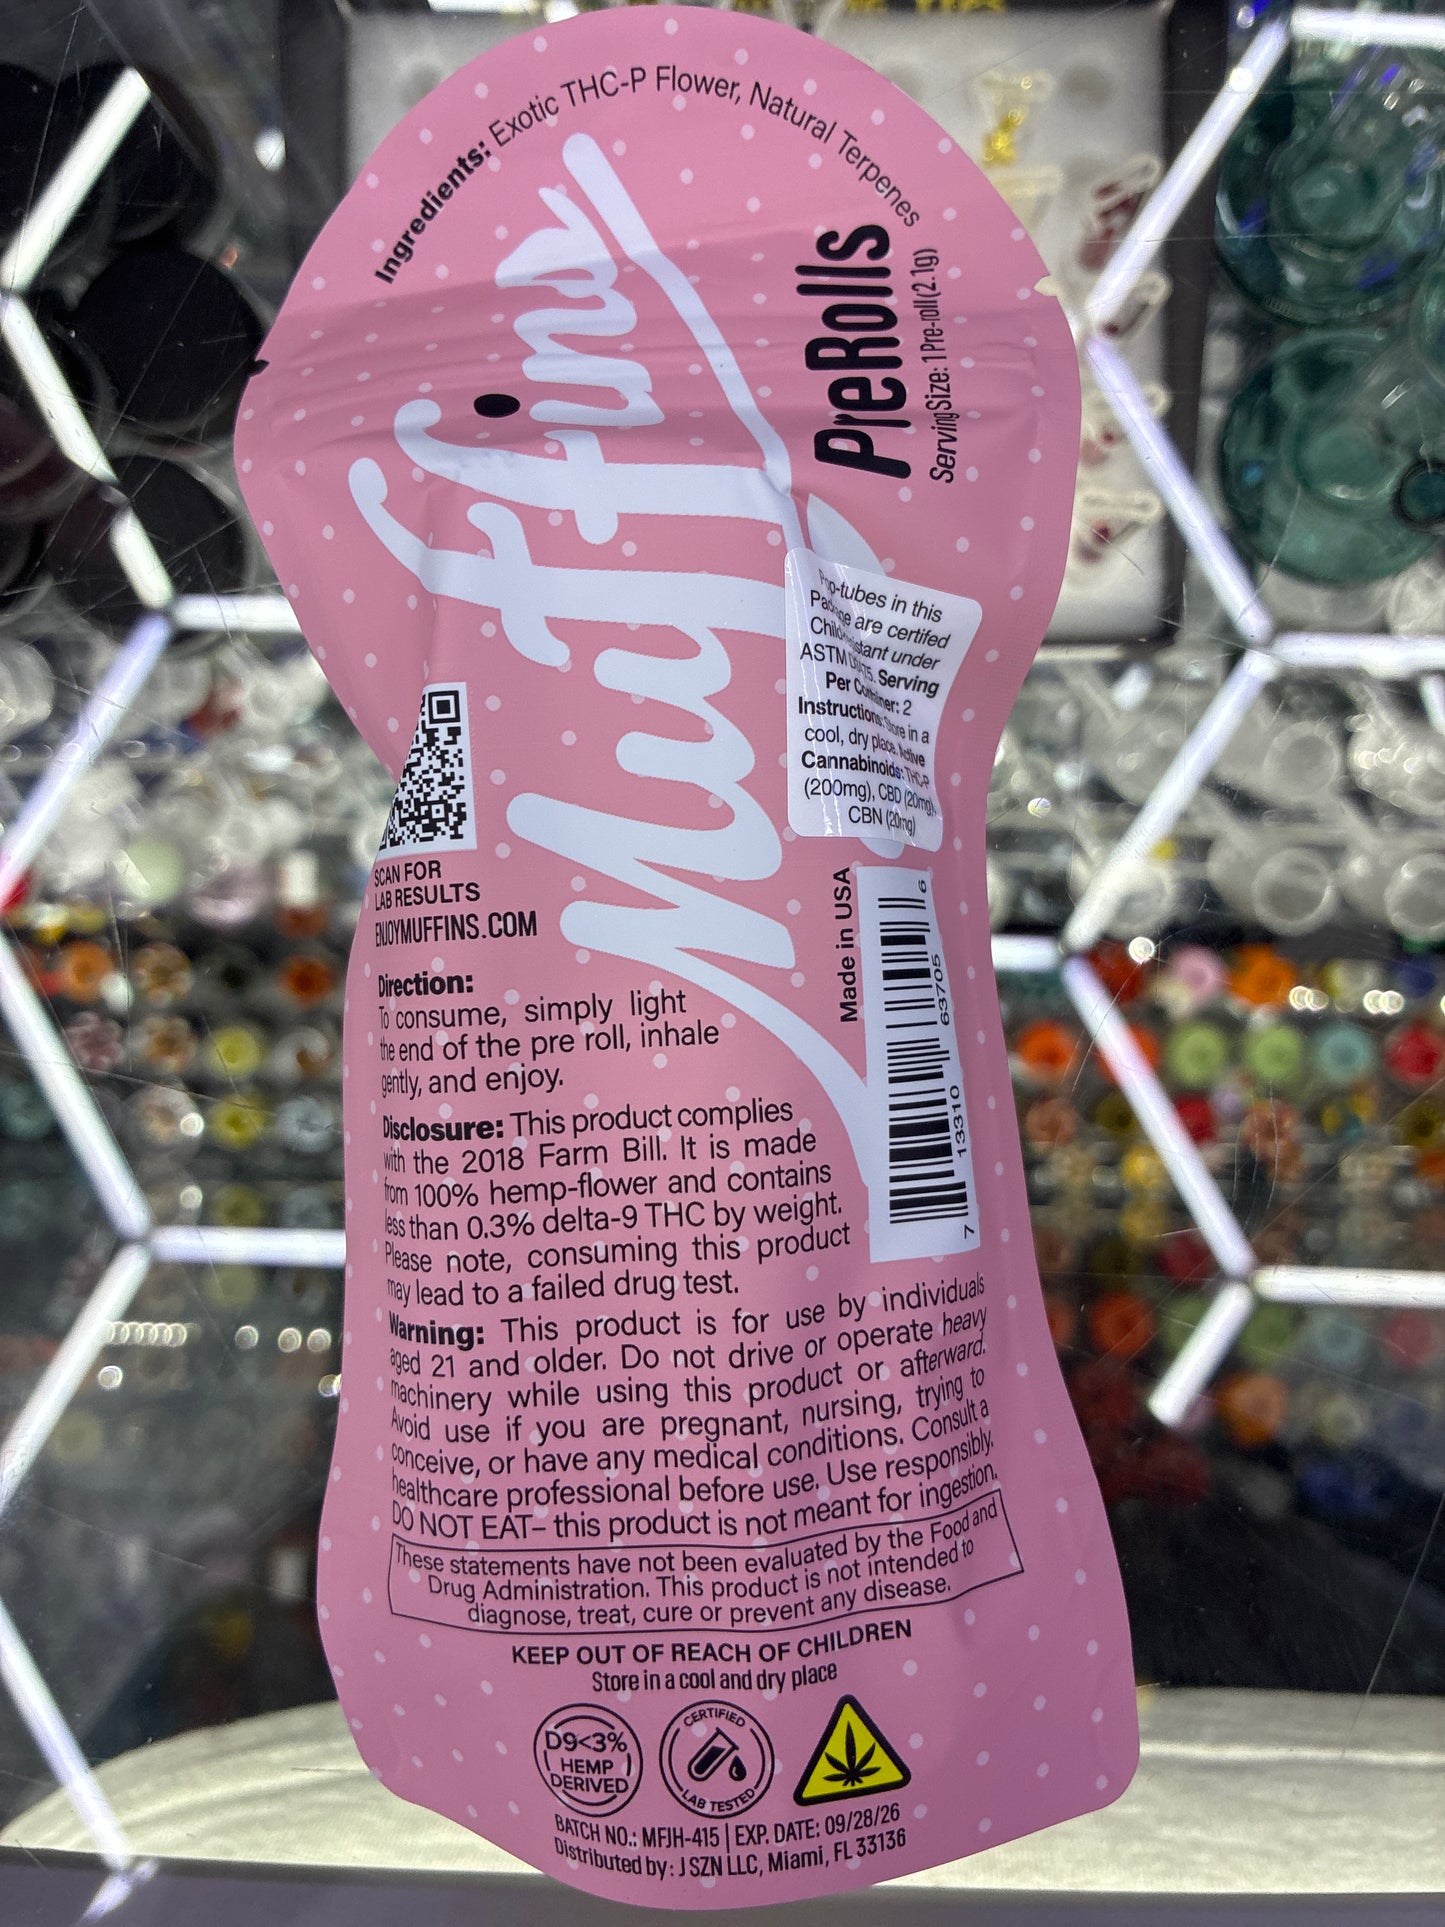 Ingredients: Exotic THC-P Flower, Natural Terpenes
Muffins
PreRolls
Serving Size: 1 Pre-roll (2.1g)
Pop-tubes in this
Package are certifed
under
ASTM Serving
Per Container: 2
Instructions: Store in a
cool, dry place. Active
Cannabinoids: THC-P
(200mg), CBD (20mg),
CBN (20mg)
SCAN FOR
LAB RESULTS
ENJOYMUFFINS.COM
Made in USA
7 13310 63705 6
Direction:
To consume, simply light
the end of the pre roll, inhale
gently, and enjoy.
Disclosure: This product complies
with the 2018 Farm Bill. It is made
from 100% hemp-flower and contains
less than 0.3% delta-9 THC by weight.
Please note, consuming this product
may lead to a failed drug test.
Warning: This product is for use by individuals
aged 21 and older. Do not drive or operate heavy
machinery while using this product or afterward.
Avoid use if you are pregnant, nursing, trying to
conceive, or have any medical conditions. Consult a
healthcare professional before use. Use responsibly.
DO NOT EAT– this product is not meant for ingestion.
These statements have not been evaluated by the Food and
Drug Administration. This product is not intended to
diagnose, treat, cure or prevent any disease.
KEEP OUT OF REACH OF CHILDREN
Store in a cool and dry place
D9<3%
HEMP
DERIVED
CERTIFIED
LAB TESTED
BATCH NO.: MFJH-415 | EXP. DATE: 09/28/26
Distributed by: J SZN LLC, Miami, FL 33136